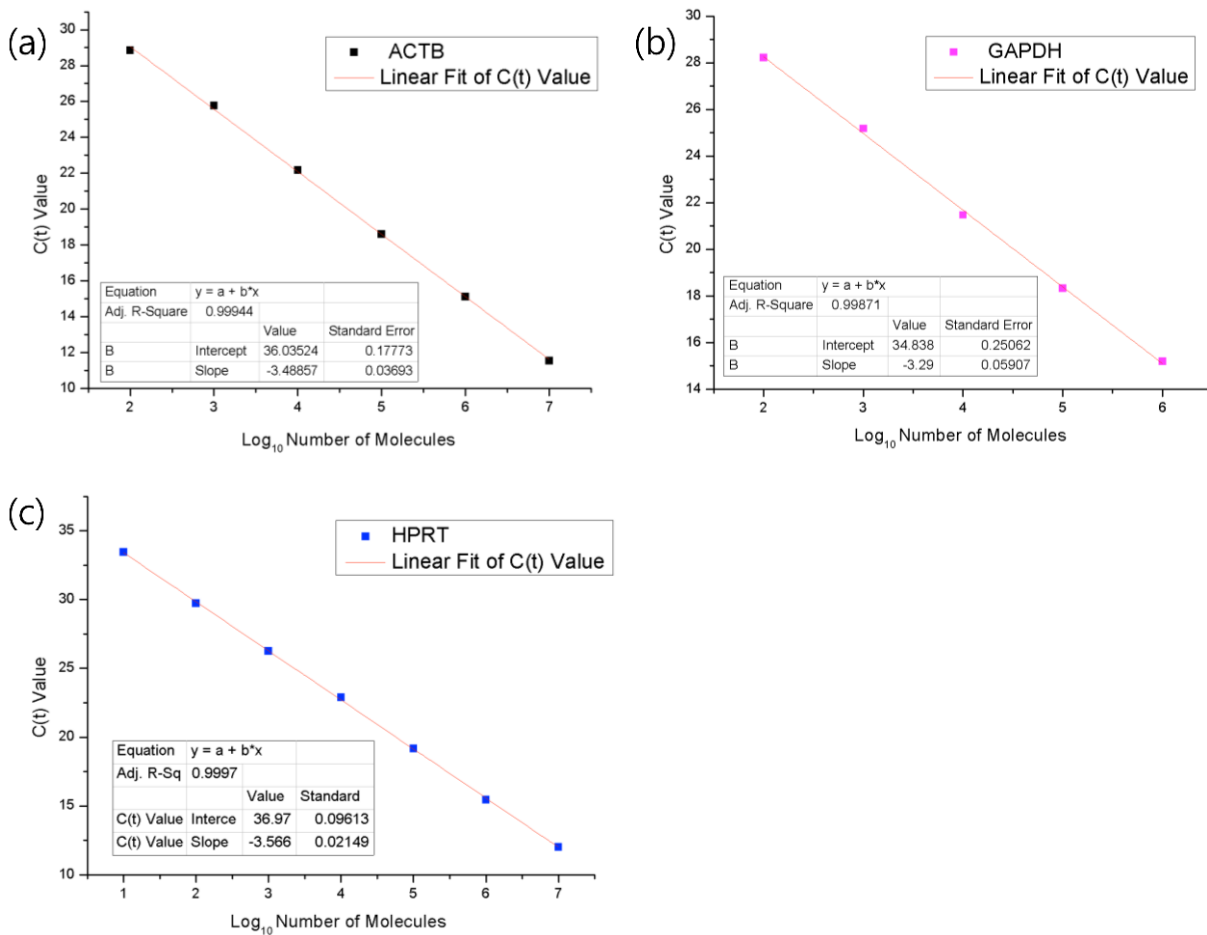 (a)
30
28
26
24
22
20
18
16
14
12
10
C(t) Value
ACTB
Linear Fit of C(t) Value
Equation y = a + b*x
Adj. R-Square 0.99944
Value Standard Error
B Intercept 36.03524 0.17773
B Slope -3.48857 0.03693
2 3 4 5 6 7
Log10 Number of Molecules
(b)
30
28
26
24
22
20
18
16
14
C(t) Value
GAPDH
Linear Fit of C(t) Value
Equation y = a + b*x
Adj. R-Square 0.99871
Value Standard Error
B Intercept 34.838 0.25062
B Slope -3.29 0.05907
2 3 4 5 6
Log10 Number of Molecules
(c)
35
30
25
20
15
10
C(t) Value
HPRT
Linear Fit of C(t) Value
Equation y = a + b*x
Adj. R-Sq 0.9997
Value Standard
C(t) Value Interce 36.97 0.09613
C(t) Value Slope -3.566 0.02149
1 2 3 4 5 6 7
Log10 Number of Molecules